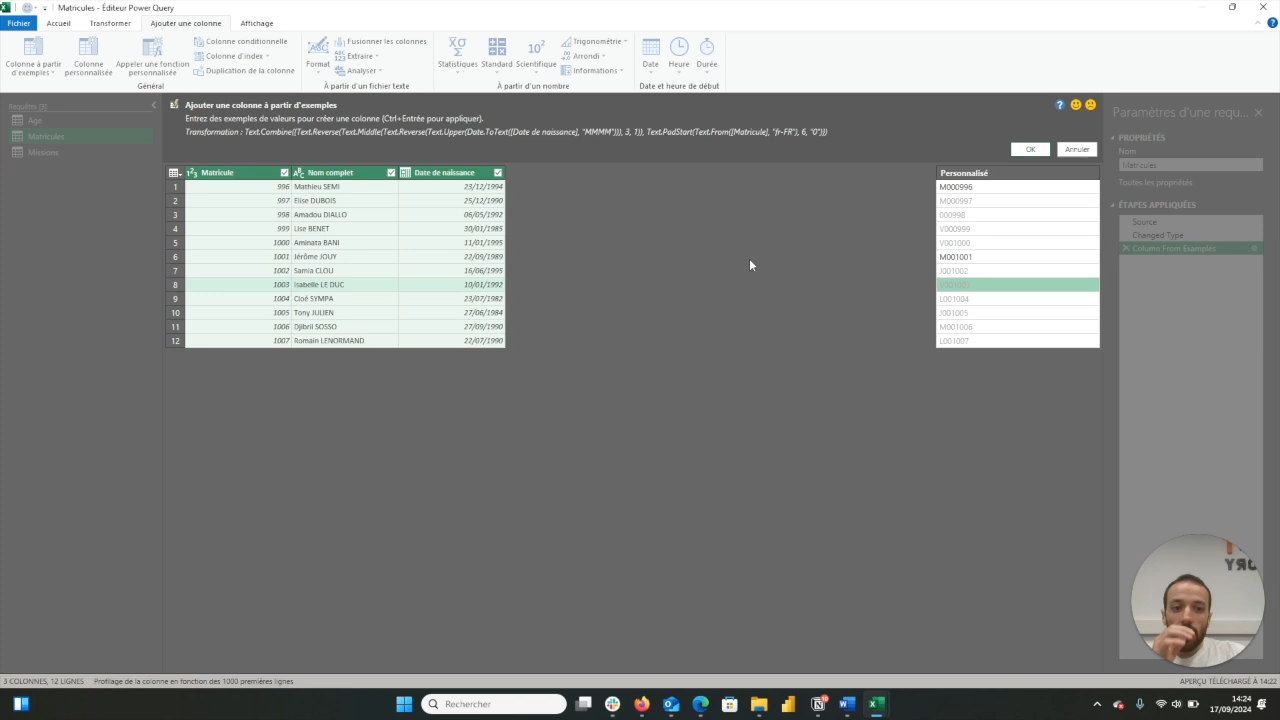 Matricules - Éditeur Power Query
Fichier Accueil Transformer Ajouter une colonne Affichage
Colonne à partir d'exemples
Colonne personnalisée
Appeler une fonction personnalisée
Colonne conditionnelle
Colonne d'index
Duplication de la colonne
Général
Format
Fusionner les colonnes
Extraire
Analyser
À partir d'un fichier texte
Statistiques
Standard
Scientifique
Trigonométrie
Arrondi
Informations
À partir d'un nombre
Date
Heure
Durée
Date et heure de début
Requêtes [3]
Age
Matricules
Missions
Ajouter une colonne à partir d'exemples
Entrez des exemples de valeurs pour créer une colonne (Ctrl+Entrée pour appliquer).
Transformation : Text.Combine({Text.Reverse(Text.Middle(Text.Reverse(Text.Upper(Date.ToText([Date de naissance], "MMMM"))), 3, 1)), Text.PadStart(Text.From([Matricule], "fr-FR"), 6, "0")})
OK Annuler
Matricule Nom complet Date de naissance Personnalisé
1 996 Mathieu SEMI 23/12/1994 M000996
2 997 Elise DUBOIS 25/12/1990 M000997
3 998 Amadou DIALLO 06/05/1992 000998
4 999 Lise BENET 30/01/1985 V000999
5 1000 Aminata BANI 11/01/1995 V001000
6 1001 Jérôme JOUY 22/09/1989 M001001
7 1002 Samia CLOU 16/06/1995 J001002
8 1003 Isabelle LE DUC 10/01/1992
9 1004 Cloé SYMPA 23/07/1982 L001004
10 1005 Tony JULIEN 27/06/1984 J001005
11 1006 Djibril SOSSO 27/09/1990 M001006
12 1007 Romain LENORMAND 22/07/1990 L001007
Paramètres d'une requ...
PROPRIÉTÉS
Nom
Matricules
Toutes les propriétés
ÉTAPES APPLIQUÉES
Source
Changed Type
Column From Examples
3 COLONNES, 12 LIGNES Profilage de la colonne en fonction des 1000 premières lignes
APERÇU TÉLÉCHARGÉ À 14:22
Rechercher
14:24
17/09/2024